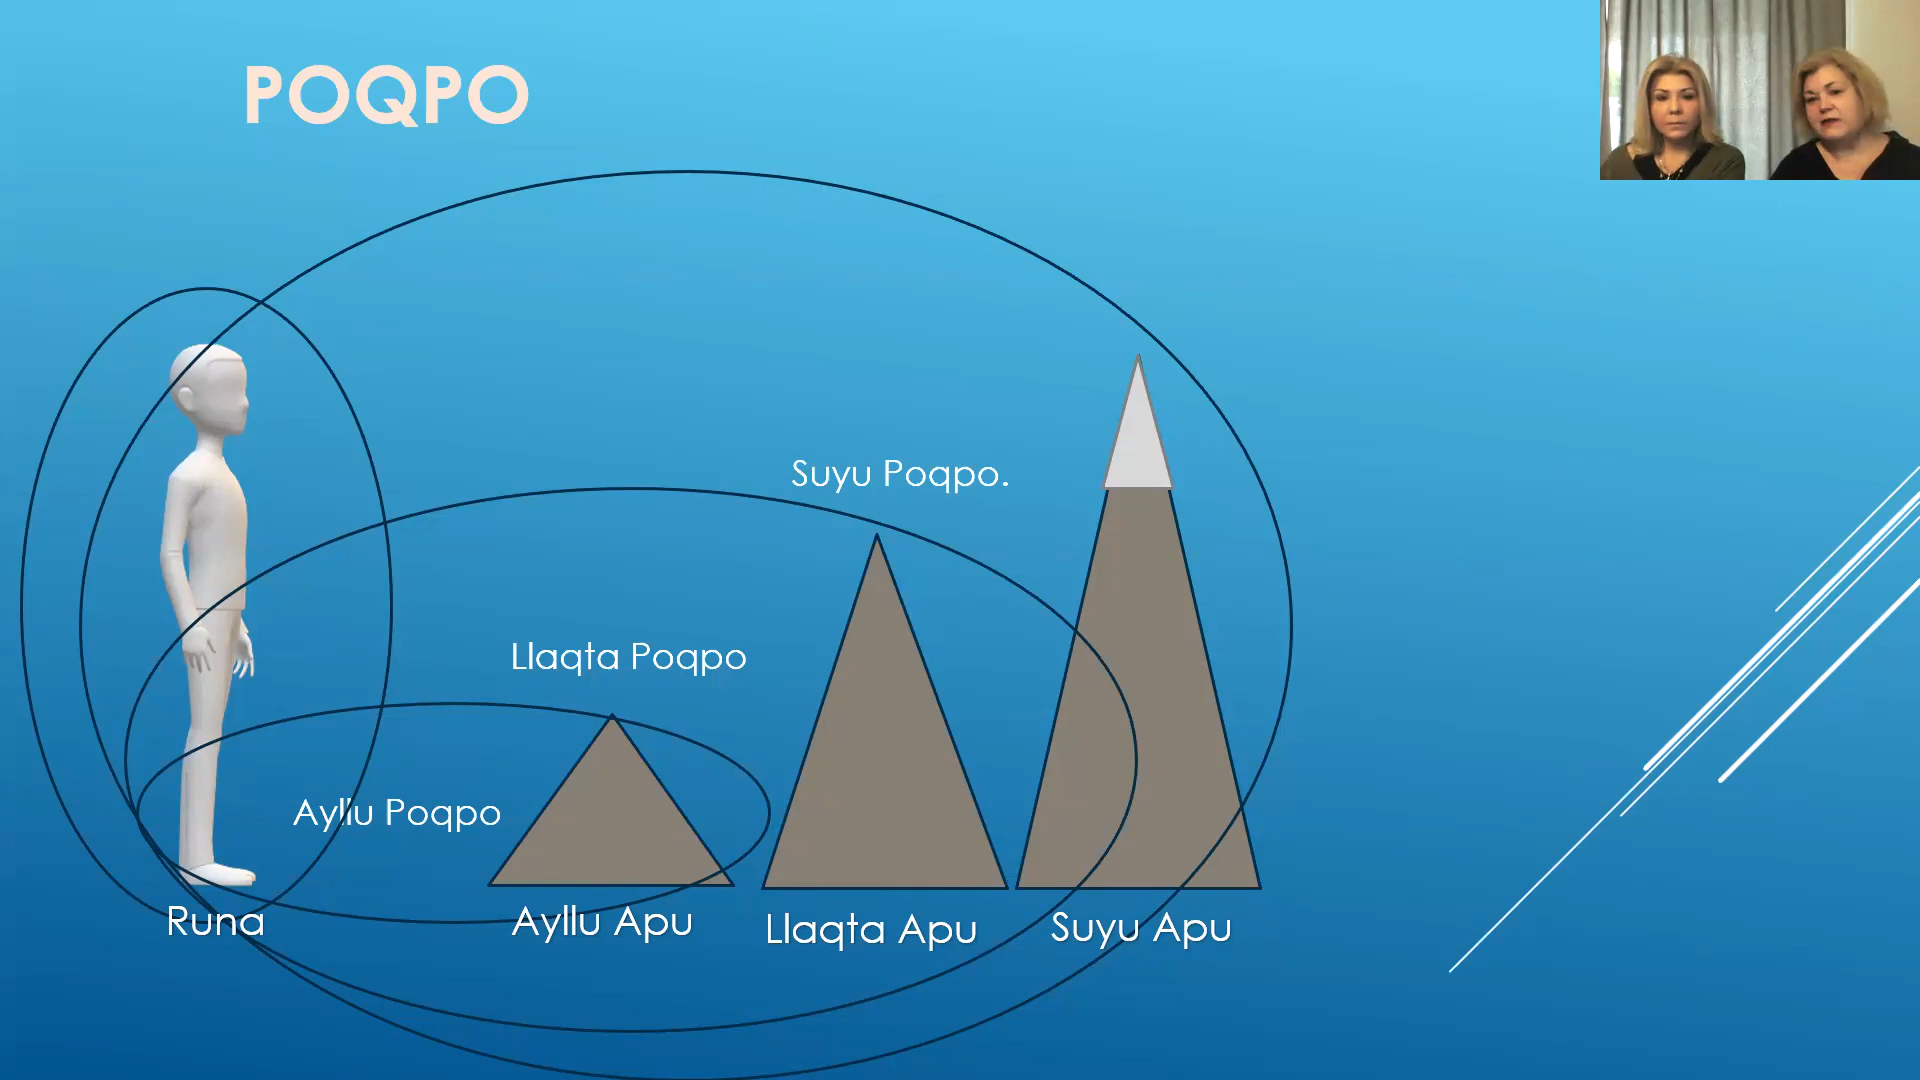 POQPO
Suyu Poqpo.
Llaqta Poqpo
Ayllu Poqpo
Runa
Ayllu Apu
Llaqta Apu
Suyu Apu